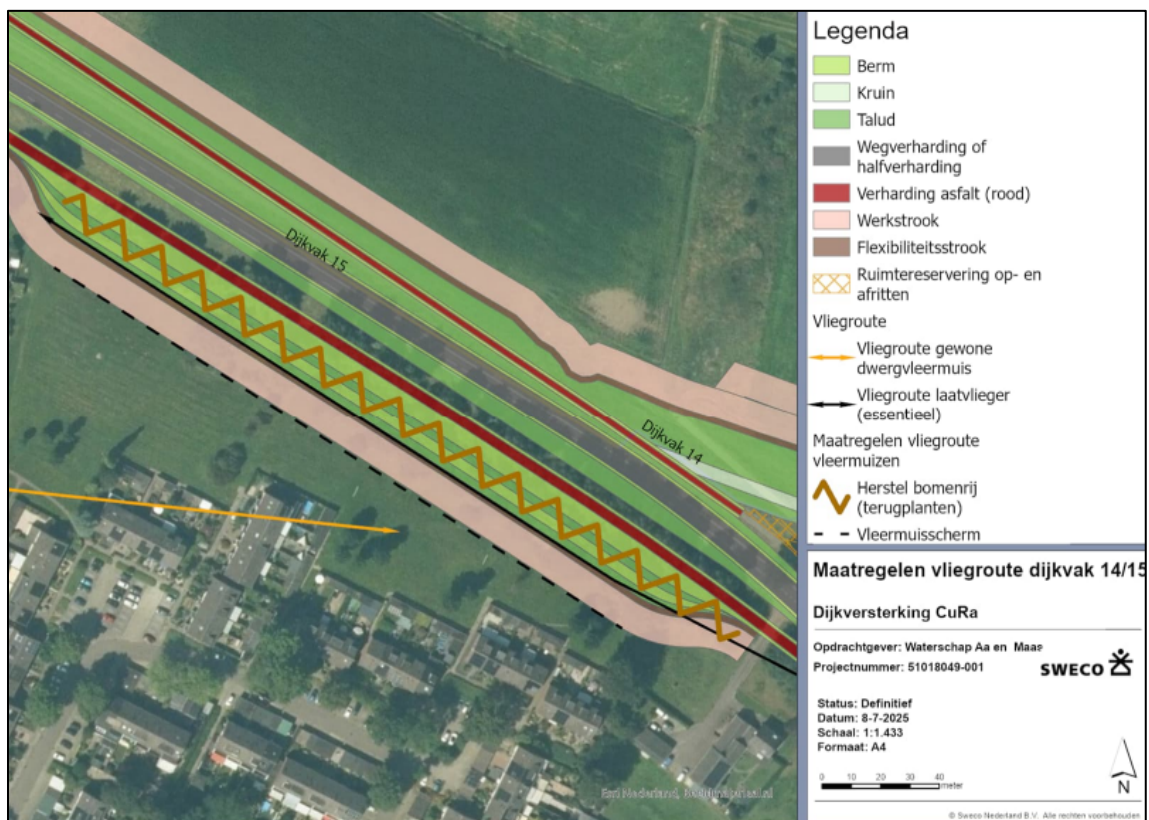 Dijkvak 15
Dijkvak 14
Esri Nederland,
Legenda
Berm
Kruin
Talud
Wegverharding of
halfverharding
Verharding asfalt (rood)
Werkstrook
Flexibiliteitsstrook
Ruimtereservering op- en
afritten
Vliegroute
Vliegroute gewone
dwergvleermuis
Vliegroute laatvlieger
(essentieel)
Maatregelen vliegroute
vleermuizen
Herstel bomenrij
(terugplanten)
Vleermuisscherm
Maatregelen vliegroute dijkvak 14/15
Dijkversterking CuRa
Opdrachtgever: Waterschap Aa en Maas
Projectnummer: 51018049-001
SWECO
Status: Definitief
Datum: 8-7-2025
Schaal: 1:1.433
Formaat: A4
0 10 20 30 40
meter
N
© Sweco Nederland B.V. Alle rechten voorbehouden